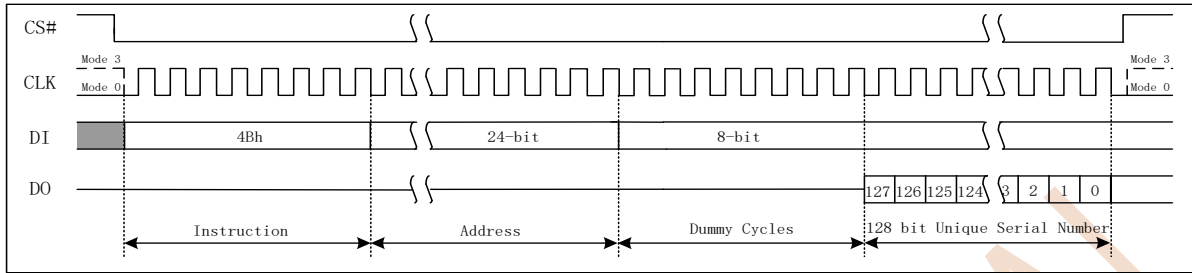 CS#
Mode 3
Mode 3
CLK
Mode 0
Mode 0
DI
4Bh
24-bit
8-bit
DO
127 126 125 124 3 2 1 0
Instruction
Address
Dummy Cycles
128 bit Unique Serial Number